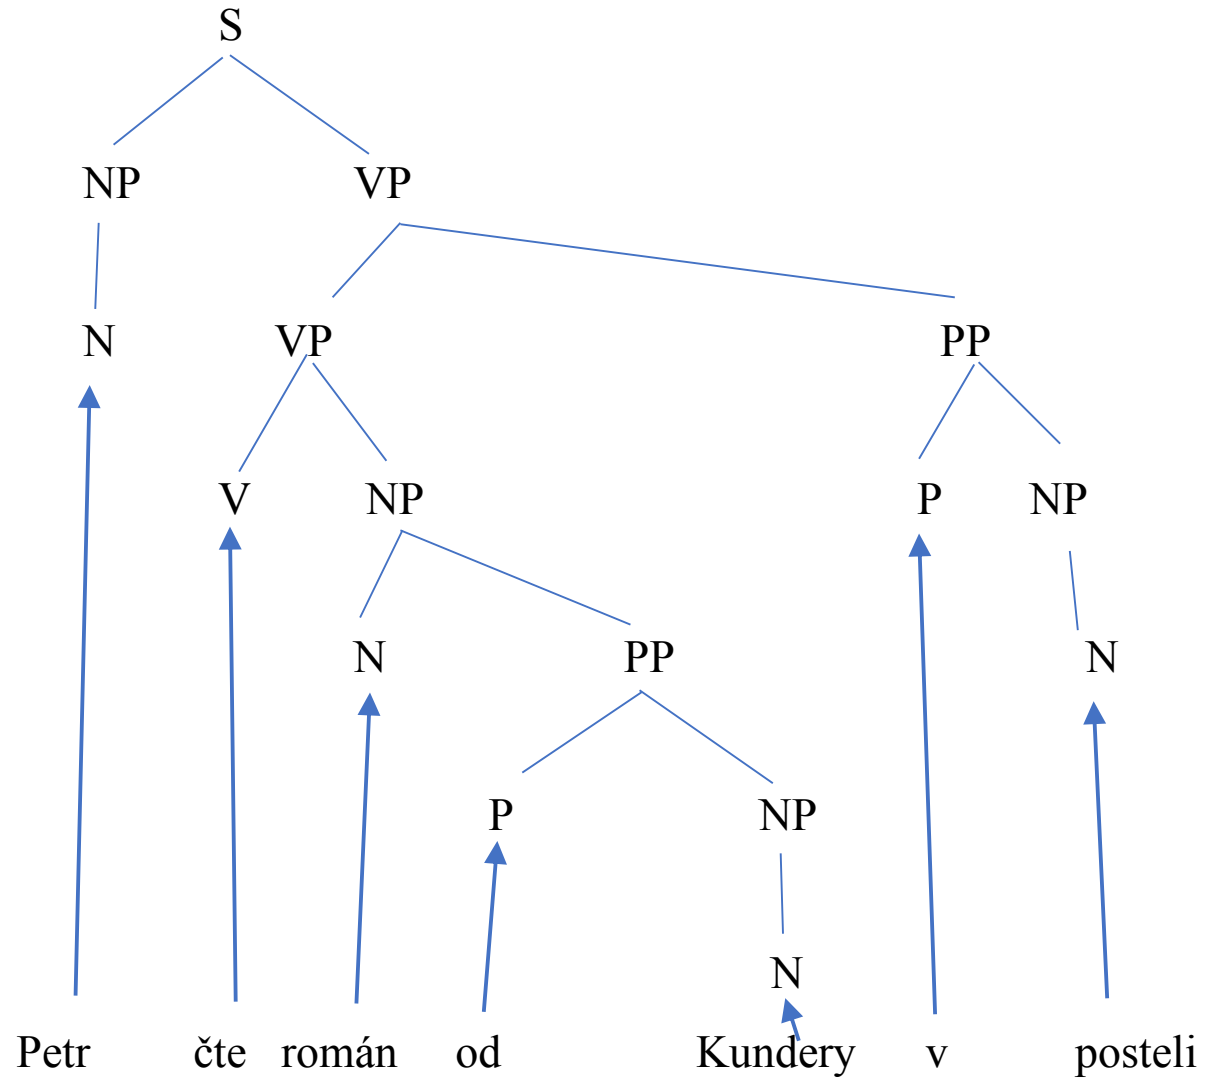 S
NP VP
N VP PP
V NP P NP
N PP N
P NP
N
Petr čte román od Kundery v posteli